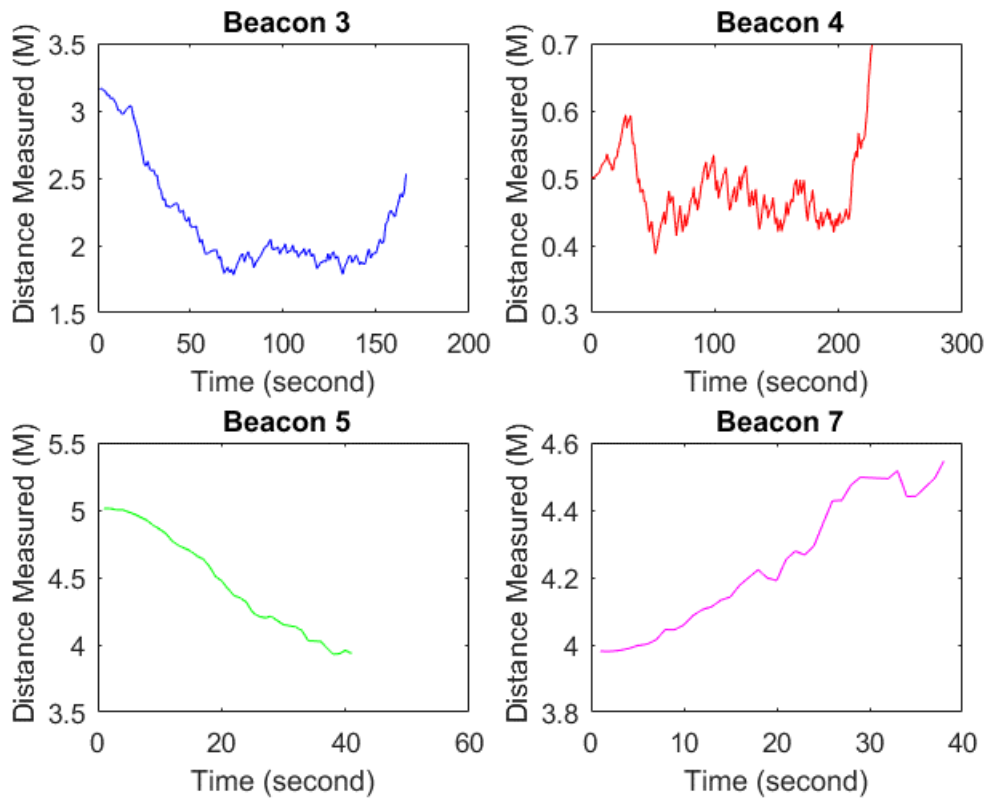 Beacon 3
Distance Measured (M)
3.5
3
2.5
2
1.5
0 50 100 150 200
Time (second)
Beacon 4
Distance Measured (M)
0.7
0.6
0.5
0.4
0.3
0 100 200 300
Time (second)
Beacon 5
Distance Measured (M)
5.5
5
4.5
4
3.5
0 20 40 60
Time (second)
Beacon 7
Distance Measured (M)
4.6
4.4
4.2
4
3.8
0 10 20 30 40
Time (second)